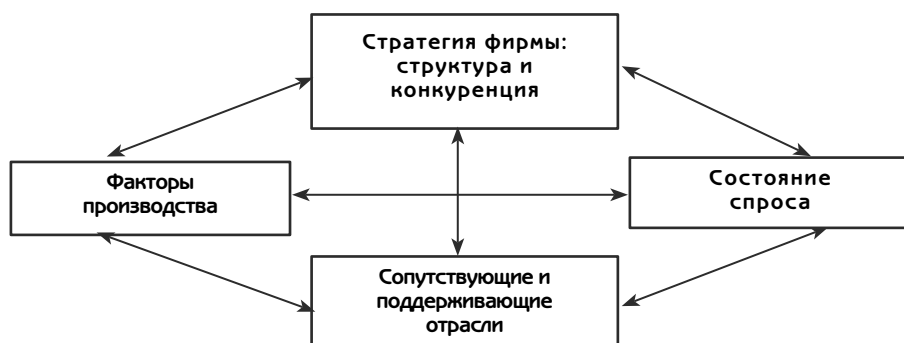 Стратегия фирмы:
структура и
конкуренция
Факторы
производства
Состояние
спроса
Сопутствующие и
поддерживающие
отрасли